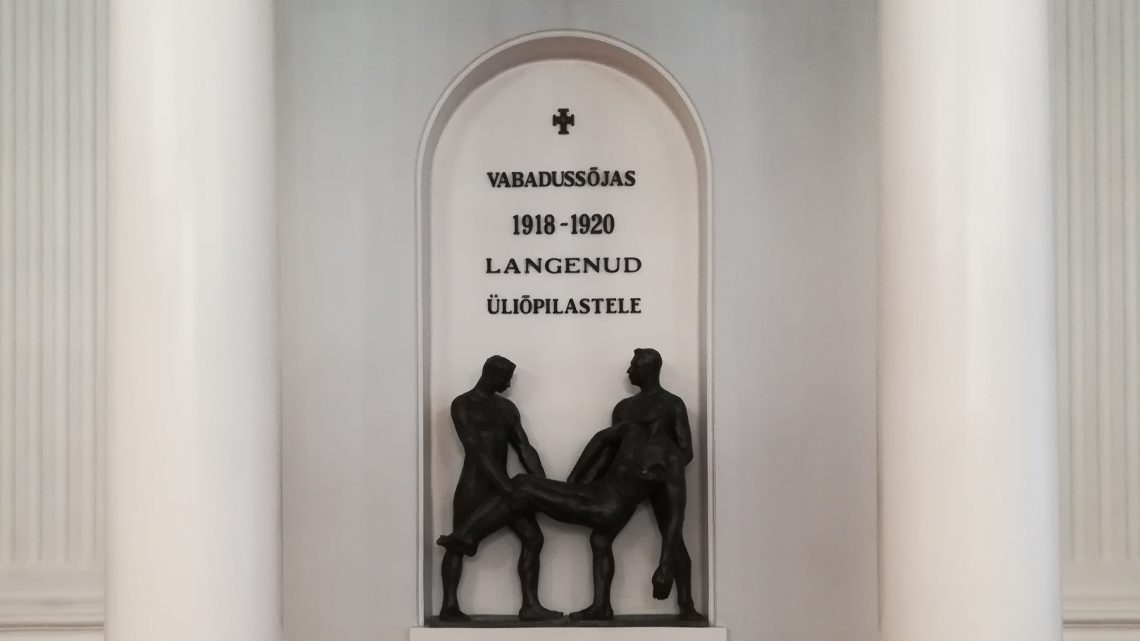 VABADUSSÕJAS
1918-1920
LANGENUD
ÜLIÕPILASTELE